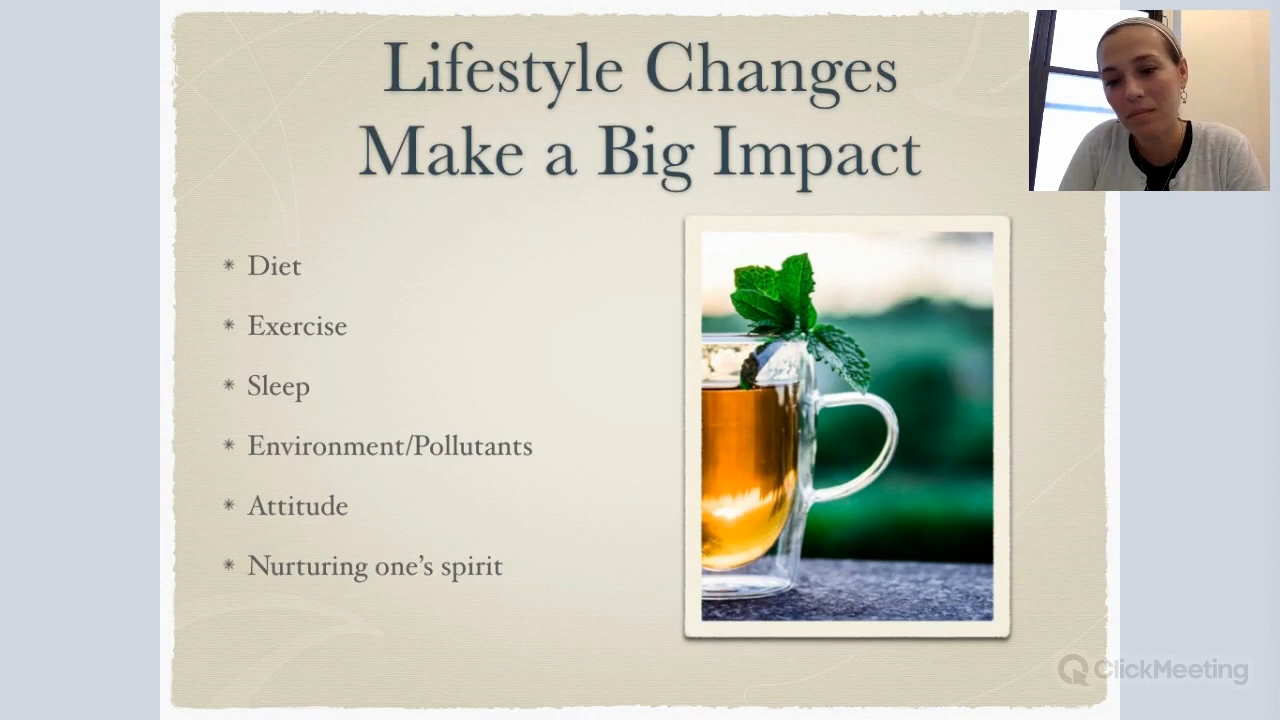 Lifestyle Changes
Make a Big Impact
* Diet
* Exercise
* Sleep
* Environment/Pollutants
* Attitude
* Nurturing one’s spirit
ClickMeeting